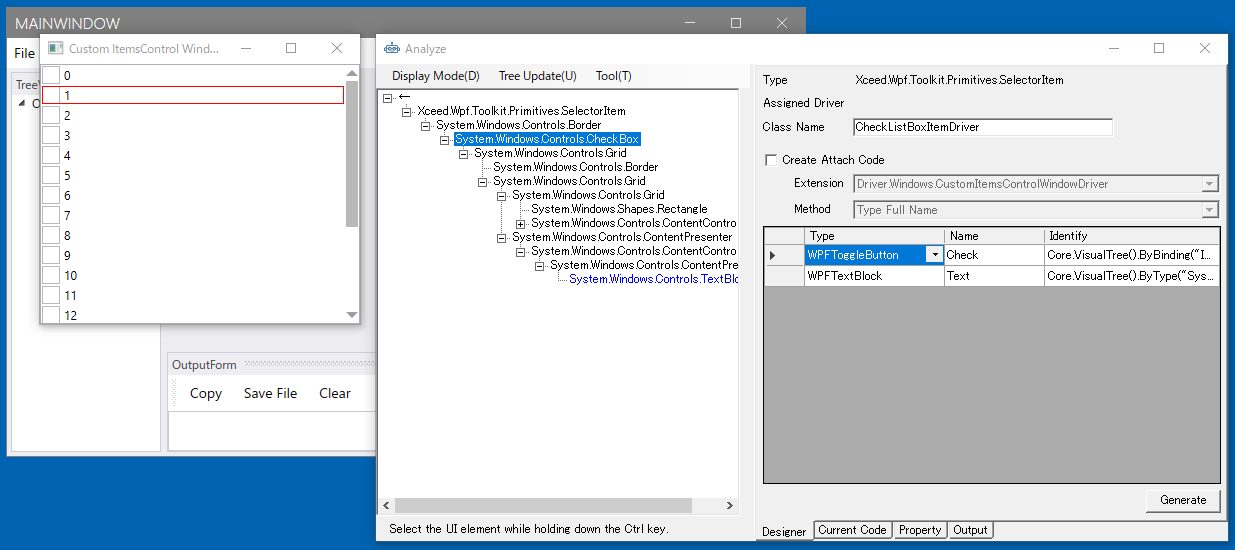 MAINWINDOW
File
Custom ItemsControl Wind...
0
1
2
3
4
5
6
7
8
9
10
11
12
Tree
OutputForm
Copy Save File Clear
Analyze
Display Mode(D) Tree Update(U) Tool(T)
←
Xceed.Wpf.Toolkit.Primitives.SelectorItem
System.Windows.Controls.Border
System.Windows.Controls.CheckBox
System.Windows.Controls.Grid
System.Windows.Controls.Border
System.Windows.Controls.Grid
System.Windows.Controls.Grid
System.Windows.Shapes.Rectangle
System.Windows.Controls.ContentContro
System.Windows.Controls.ContentPresenter
System.Windows.Controls.ContentContro
System.Windows.Controls.ContentPre
System.Windows.Controls.TextBlo
Select the UI element while holding down the Ctrl key.
Type Xceed.Wpf.Toolkit.Primitives.SelectorItem
Assigned Driver
Class Name CheckListBoxItemDriver
Create Attach Code
Extension Driver.Windows.CustomItemsControlWindowDriver
Method Type Full Name
Type Name Identify
WPFToggleButton Check Core.VisualTree().ByBinding("I...
WPFTextBlock Text Core.VisualTree().ByType("Sys...
Generate
Designer Current Code Property Output